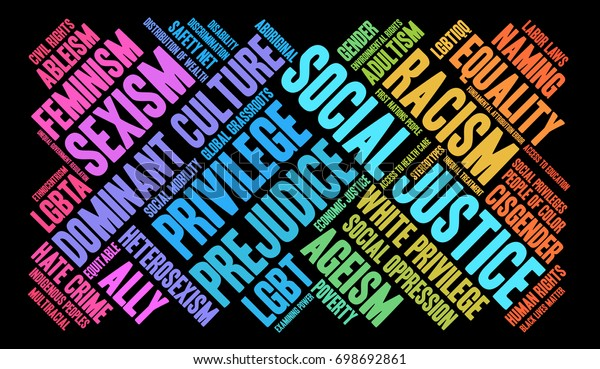 CIVIL RIGHTS
ABLEISM
FEMINISM
SEXISM
DISTRIBUTION OF WEALTH
SAFETY NET
DISCRIMINATION
DISABILITY
ABORIGINAL
ETHNOCENTRISM
LGBTA
DOMINANT CULTURE
SOCIAL MOBILITY
GLOBAL GRASSROOTS
PRIVILEGE
PREJUDICE
HATE CRIME
INDIGENOUS PEOPLES
MULTIRACIAL
EQUITABLE
ALLY
HETEROSEXISM
LGBT
EXAMINING POWER
SOCIAL JUSTICE
GENDER
ENVIRONMENTAL RIGHTS
ADULTISM
RACISM
LGBTIQQ
EQUALITY
NAMING
LABOR LAWS
FIRST NATIONS PEOPLE
FUNDAMENTAL ATTRIBUTION ERROR
ACCESS TO EDUCATION
ACCESS TO HEALTH CARE
STEREOTYPES
UNEQUAL TREATMENT
SOCIAL PRIVILEGES
PEOPLE OF COLOR
CISGENDER
ECONOMIC JUSTICE
WHITE PRIVILEGE
SOCIAL OPPRESSION
AGEISM
POVERTY
HUMAN RIGHTS
BLACK LIVES MATTER
shutterstock
www.shutterstock.com · 698692861